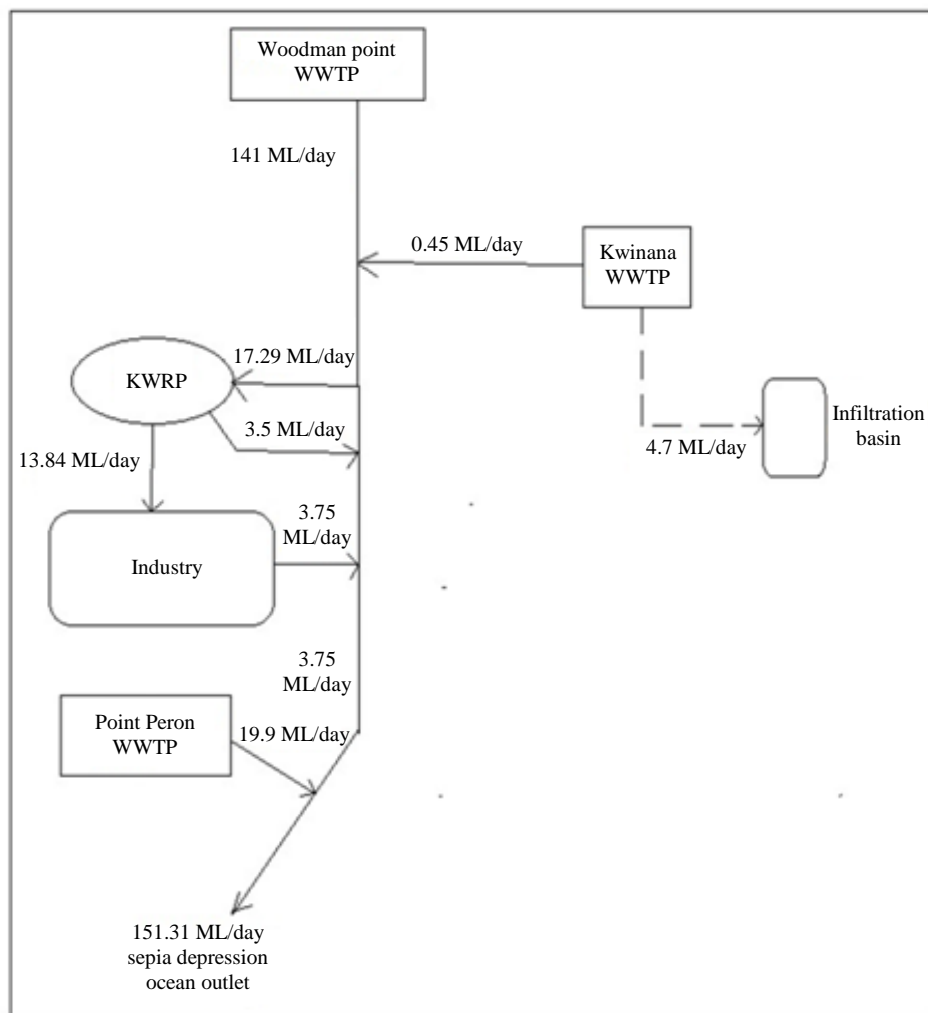 Woodman point
WWTP
141 ML/day
0.45 ML/day
Kwinana
WWTP
17.29 ML/day
KWRP
3.5 ML/day
13.84 ML/day
Infiltration
basin
4.7 ML/day
3.75
ML/day
Industry
3.75
ML/day
Point Peron
WWTP
19.9 ML/day
151.31 ML/day
sepia depression
ocean outlet